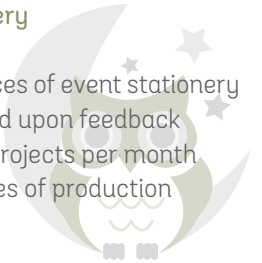 ery
ces of event stationery
d upon feedback
rojects per month
es of production